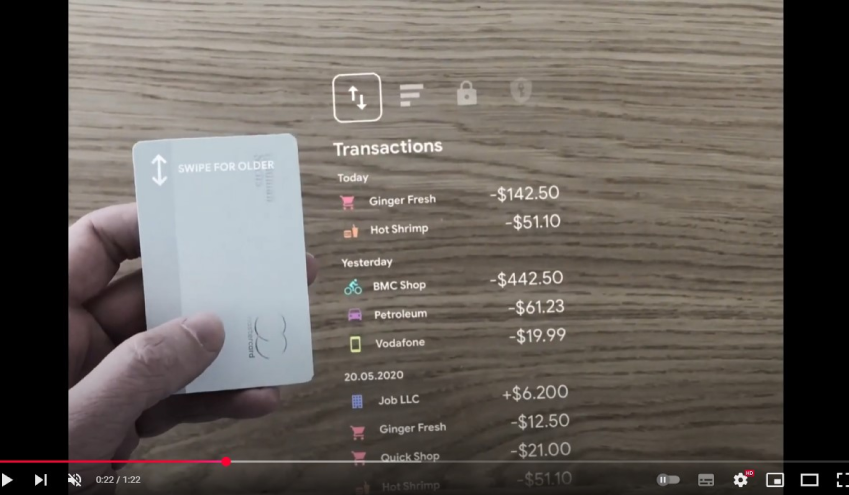 Transactions
Today
Ginger Fresh -$142.50
Hot Shrimp -$51.10
Yesterday
BMC Shop -$442.50
Petroleum -$61.23
Vodafone -$19.99
20.05.2020
Job LLC +$6.200
Ginger Fresh -$12.50
Quick Shop -$21.00
Hot Shrimp -$51.10
SWIPE FOR OLDER
mastercard
0:22 / 1:22
HD